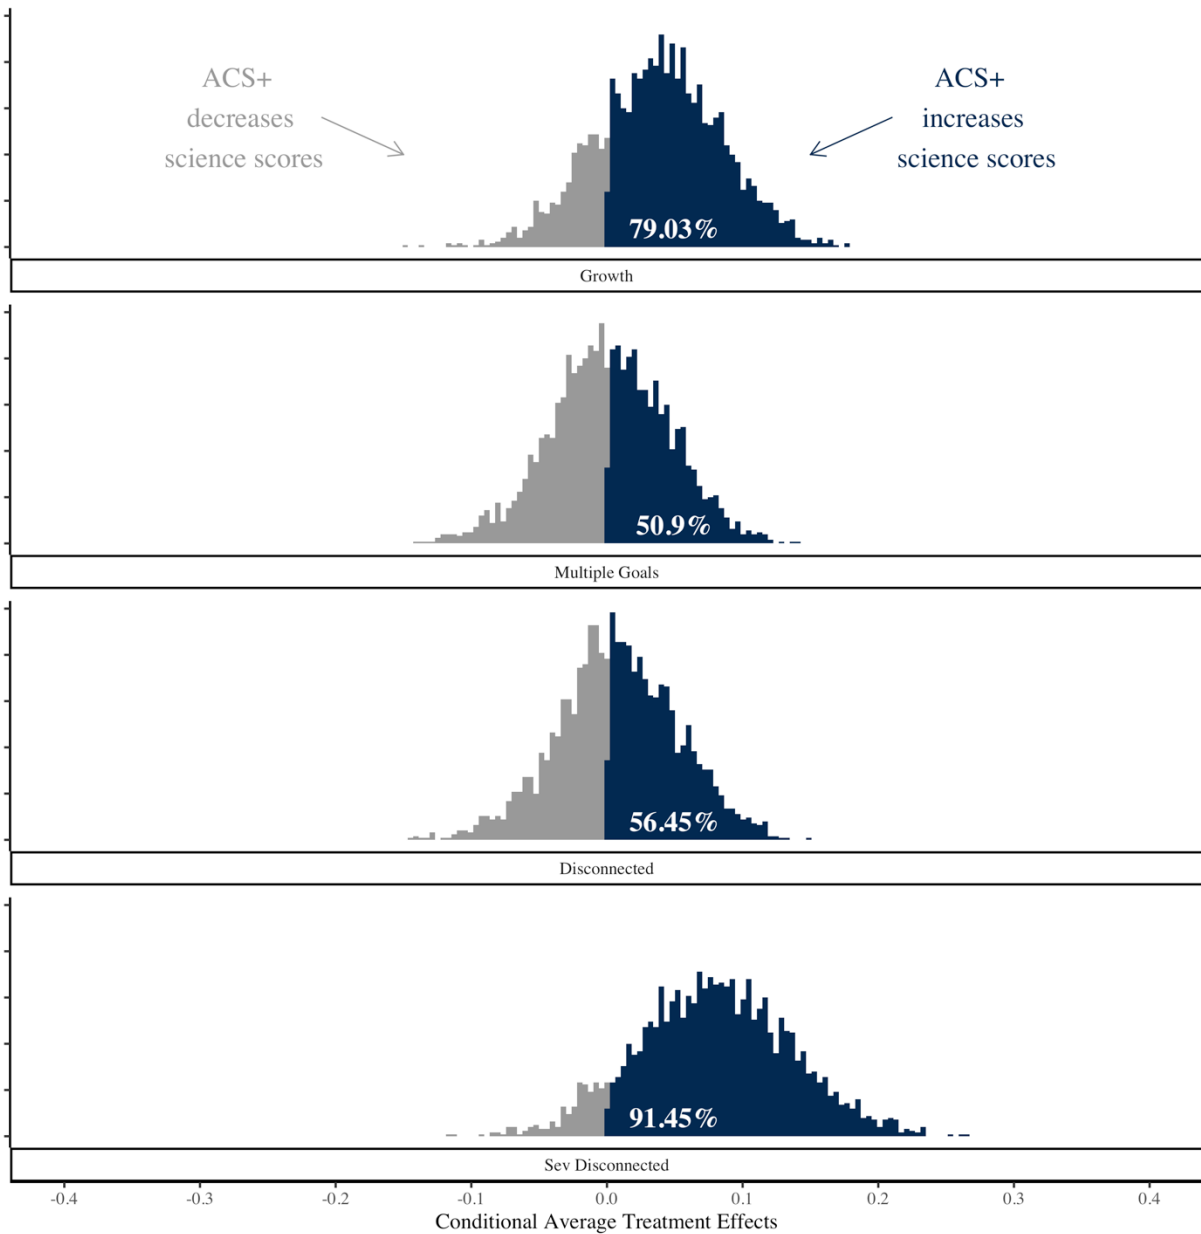 ACS+
decreases
science scores
ACS+
increases
science scores
79.03%
Growth
50.9%
Multiple Goals
56.45%
Disconnected
91.45%
Sev Disconnected
-0.4 -0.3 -0.2 -0.1 0.0 0.1 0.2 0.3 0.4
Conditional Average Treatment Effects